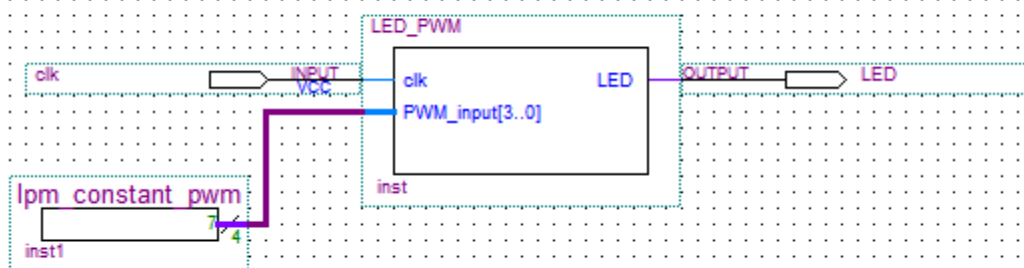 LED_PWM
clk INPUT VCC clk LED OUTPUT LED
PWM_input[3..0]
inst
lpm_constant_pwm
7 4
inst1